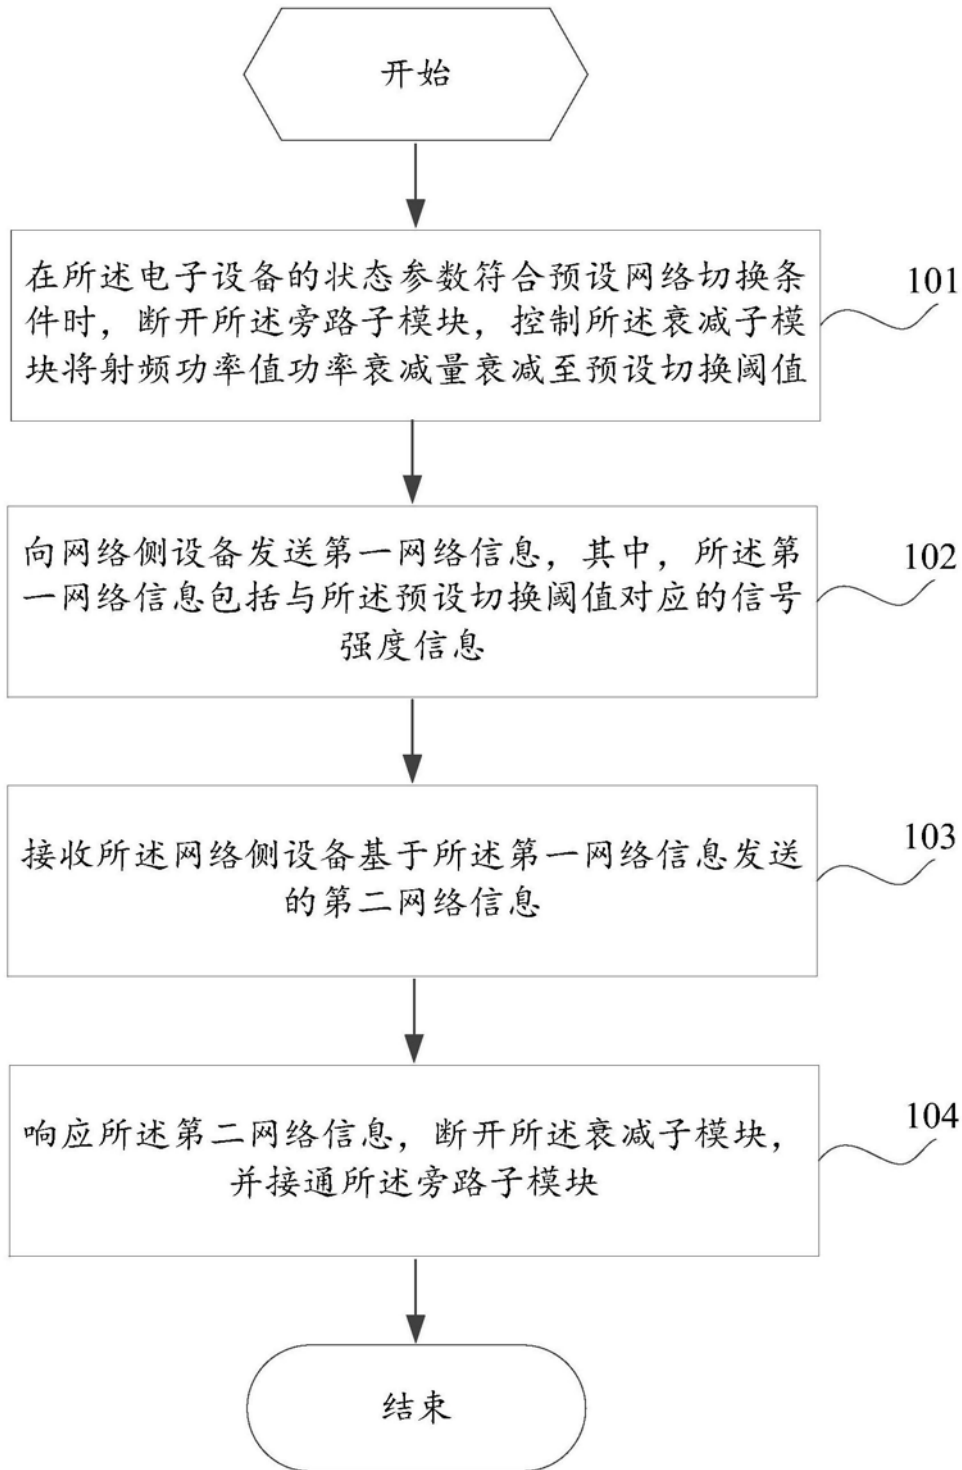 开始
在所述电子设备的状态参数符合预设网络切换条
件时，断开所述旁路子模块，控制所述衰减子模
块将射频功率值功率衰减量衰减至预设切换阈值
101
向网络侧设备发送第一网络信息，其中，所述第
一网络信息包括与所述预设切换阈值对应的信号
强度信息
102
接收所述网络侧设备基于所述第一网络信息发送
的第二网络信息
103
响应所述第二网络信息，断开所述衰减子模块，
并接通所述旁路子模块
104
结束